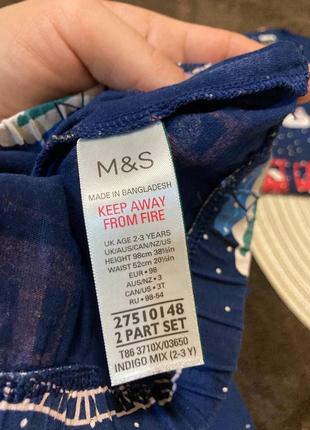 M&S
MADE IN BANGLADESH
KEEP AWAY
FROM FIRE
UK AGE 2-3 YEARS
UK/AUS/CAN/NZ/US
HEIGHT 98cm 38½in
WAIST 52cm 20½in
EUR • 98
AUS/NZ • 3
CAN/US • 3T
RU • 98-54
27510148
2 PART SET
T86 3710X/03650
INDIGO MIX (2-3 Y)